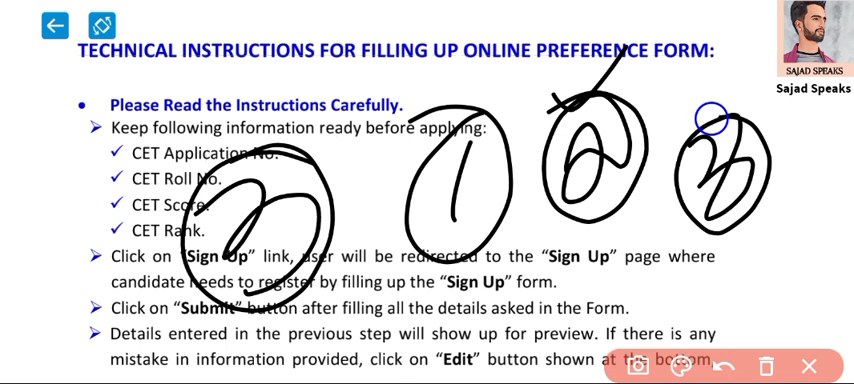 TECHNICAL INSTRUCTIONS FOR FILLING UP ONLINE PREFERENCE FORM:
SAJAD SPEAKS
Sajad Speaks
• Please Read the Instructions Carefully.
➢ Keep following information ready before applying:
✓ CET Application No.
✓ CET Roll No.
✓ CET Score.
✓ CET Rank.
➢ Click on "Sign Up" link, user will be redirected to the "Sign Up" page where
candidate needs to register by filling up the "Sign Up" form.
➢ Click on "Submit" button after filling all the details asked in the Form.
➢ Details entered in the previous step will show up for preview. If there is any
mistake in information provided, click on "Edit" button shown at the bottom,
1
2
3